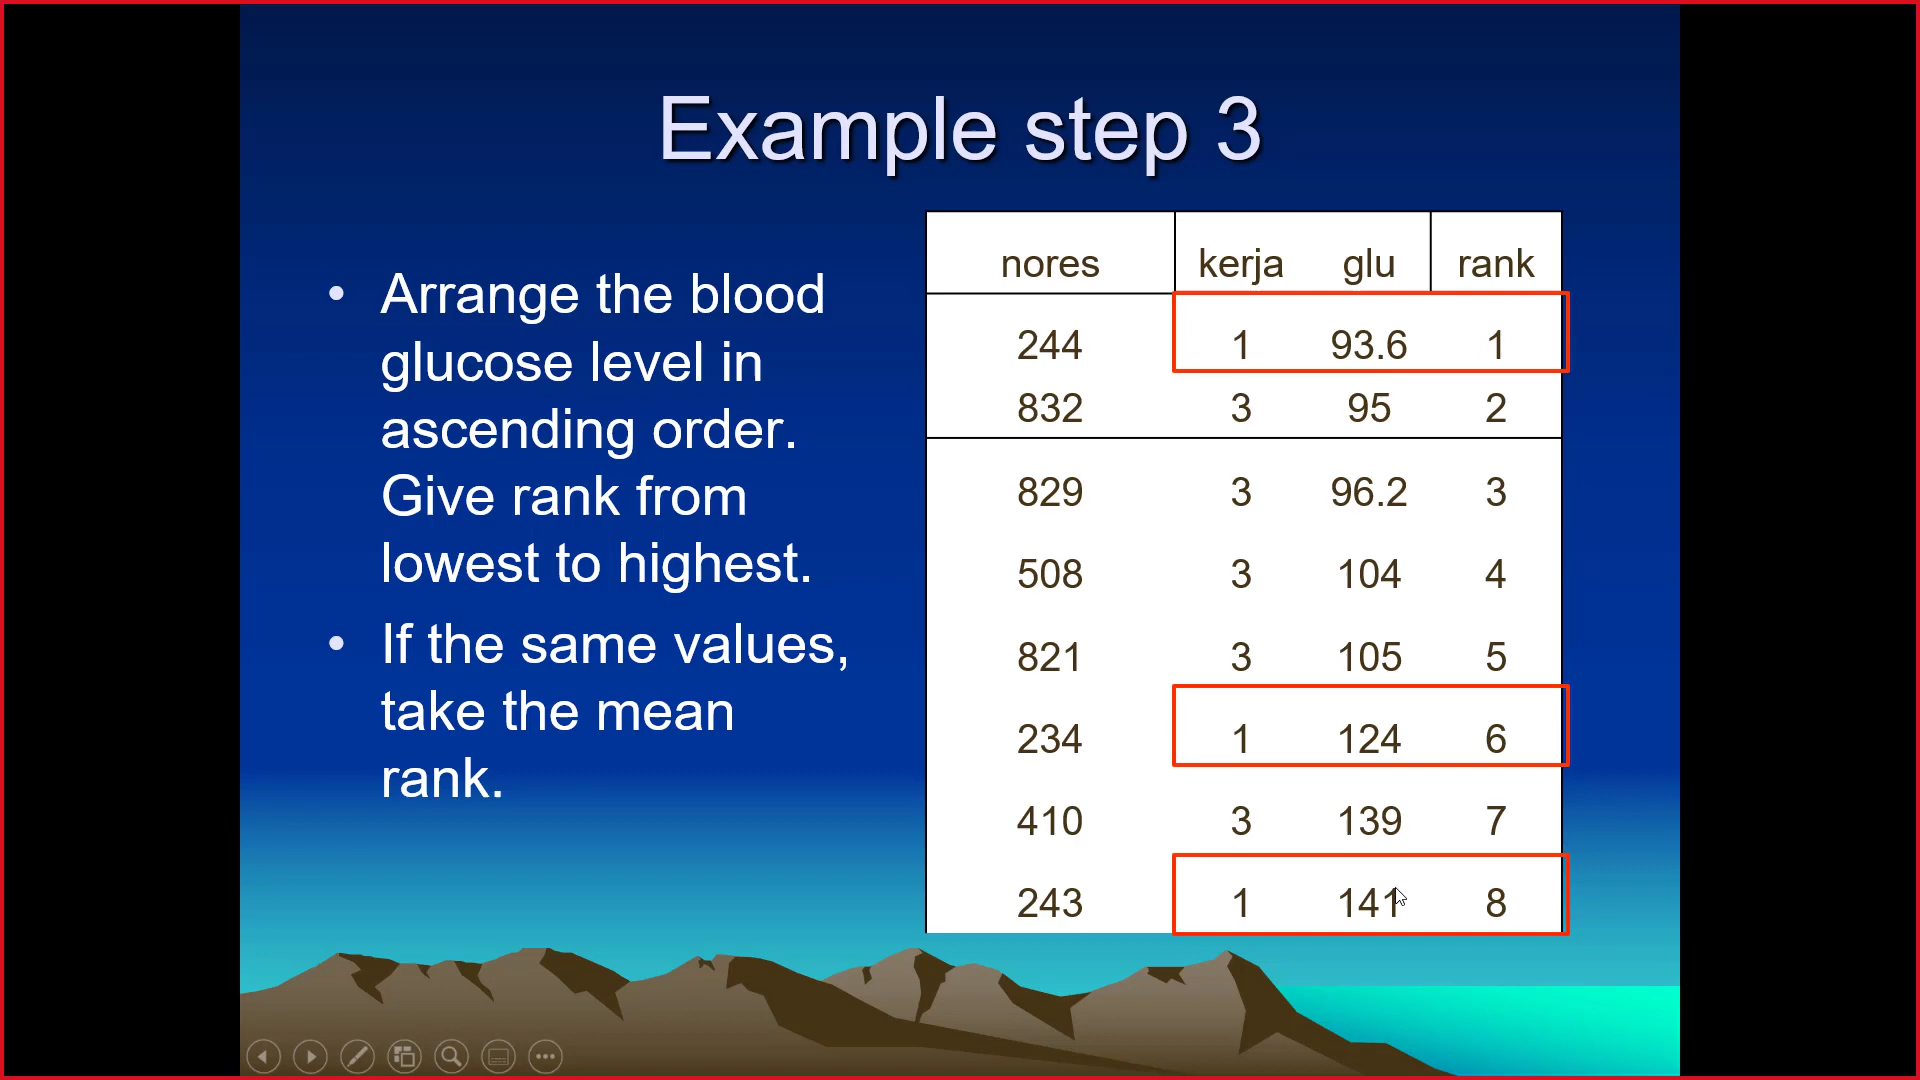 Example step 3
• Arrange the blood
glucose level in
ascending order.
Give rank from
lowest to highest.
• If the same values,
take the mean
rank.
nores kerja glu rank
244 1 93.6 1
832 3 95 2
829 3 96.2 3
508 3 104 4
821 3 105 5
234 1 124 6
410 3 139 7
243 1 141 8